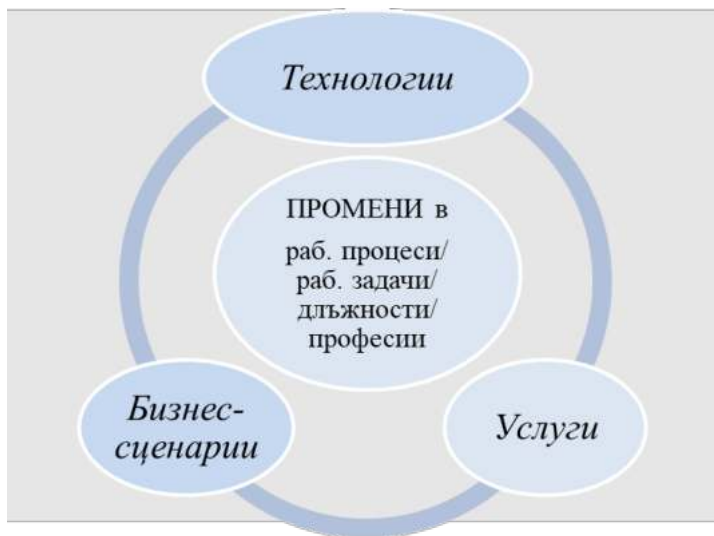 Технологии
ПРОМЕНИ в
раб. процеси/
раб. задачи/
длъжности/
професии
Бизнес-
сценарии
Услуги